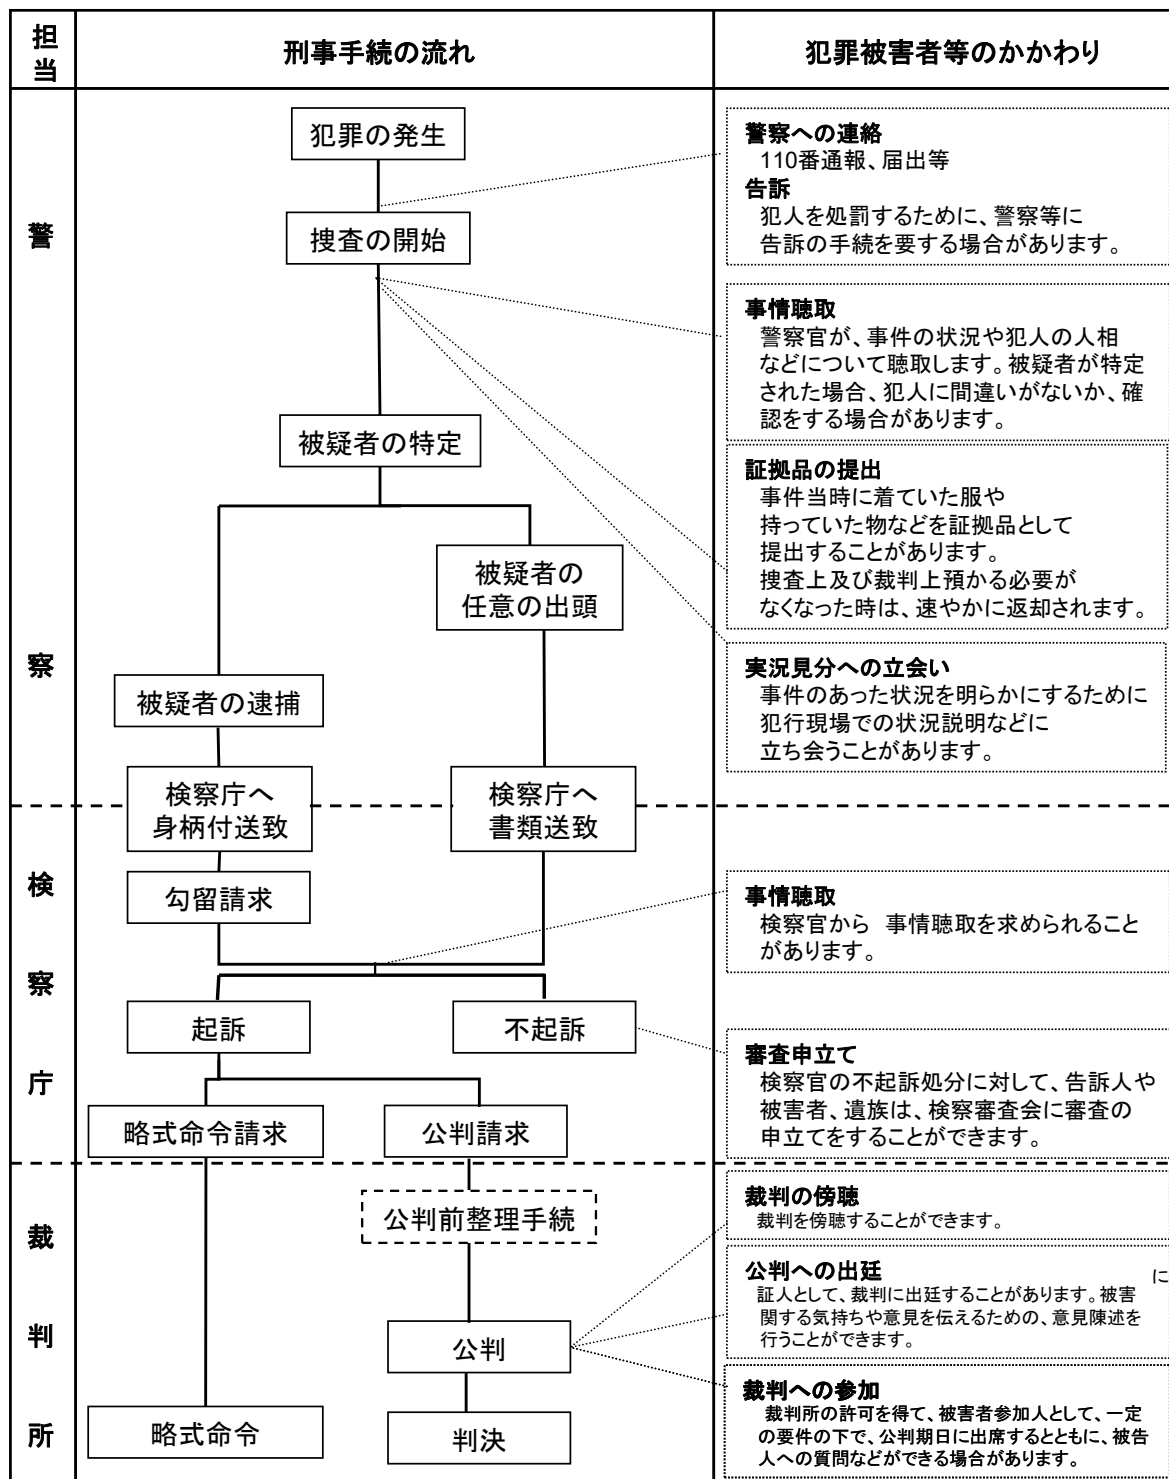 担当
刑事手続の流れ
犯罪被害者等のかかわり
警察
犯罪の発生
捜査の開始
被疑者の特定
被疑者の
任意の出頭
被疑者の逮捕
検察庁へ
身柄付送致
検察庁へ
書類送致
警察への連絡
110番通報、届出等
告訴
犯人を処罰するために、警察等に
告訴の手続を要する場合があります。
事情聴取
警察官が、事件の状況や犯人の人相
などについて聴取します。被疑者が特定
された場合、犯人に間違いがないか、確
認をする場合があります。
証拠品の提出
事件当時に着ていた服や
持っていた物などを証拠品として
提出することがあります。
捜査上及び裁判上預かる必要が
なくなった時は、速やかに返却されます。
実況見分への立会い
事件のあった状況を明らかにするために
犯行現場での状況説明などに
立ち会うことがあります。
検察庁
勾留請求
起訴
不起訴
略式命令請求
公判請求
事情聴取
検察官から　事情聴取を求められること
があります。
審査申立て
検察官の不起訴処分に対して、告訴人や
被害者、遺族は、検察審査会に審査の
申立てをすることができます。
裁判所
公判前整理手続
公判
略式命令
判決
裁判の傍聴
裁判を傍聴することができます。
公判への出廷
に
証人として、裁判に出廷することがあります。被害
関する気持ちや意見を伝えるための、意見陳述を
行うことができます。
裁判への参加
裁判所の許可を得て、被害者参加人として、一定
の要件の下で、公判期日に出席するとともに、被告
人への質問などができる場合があります。